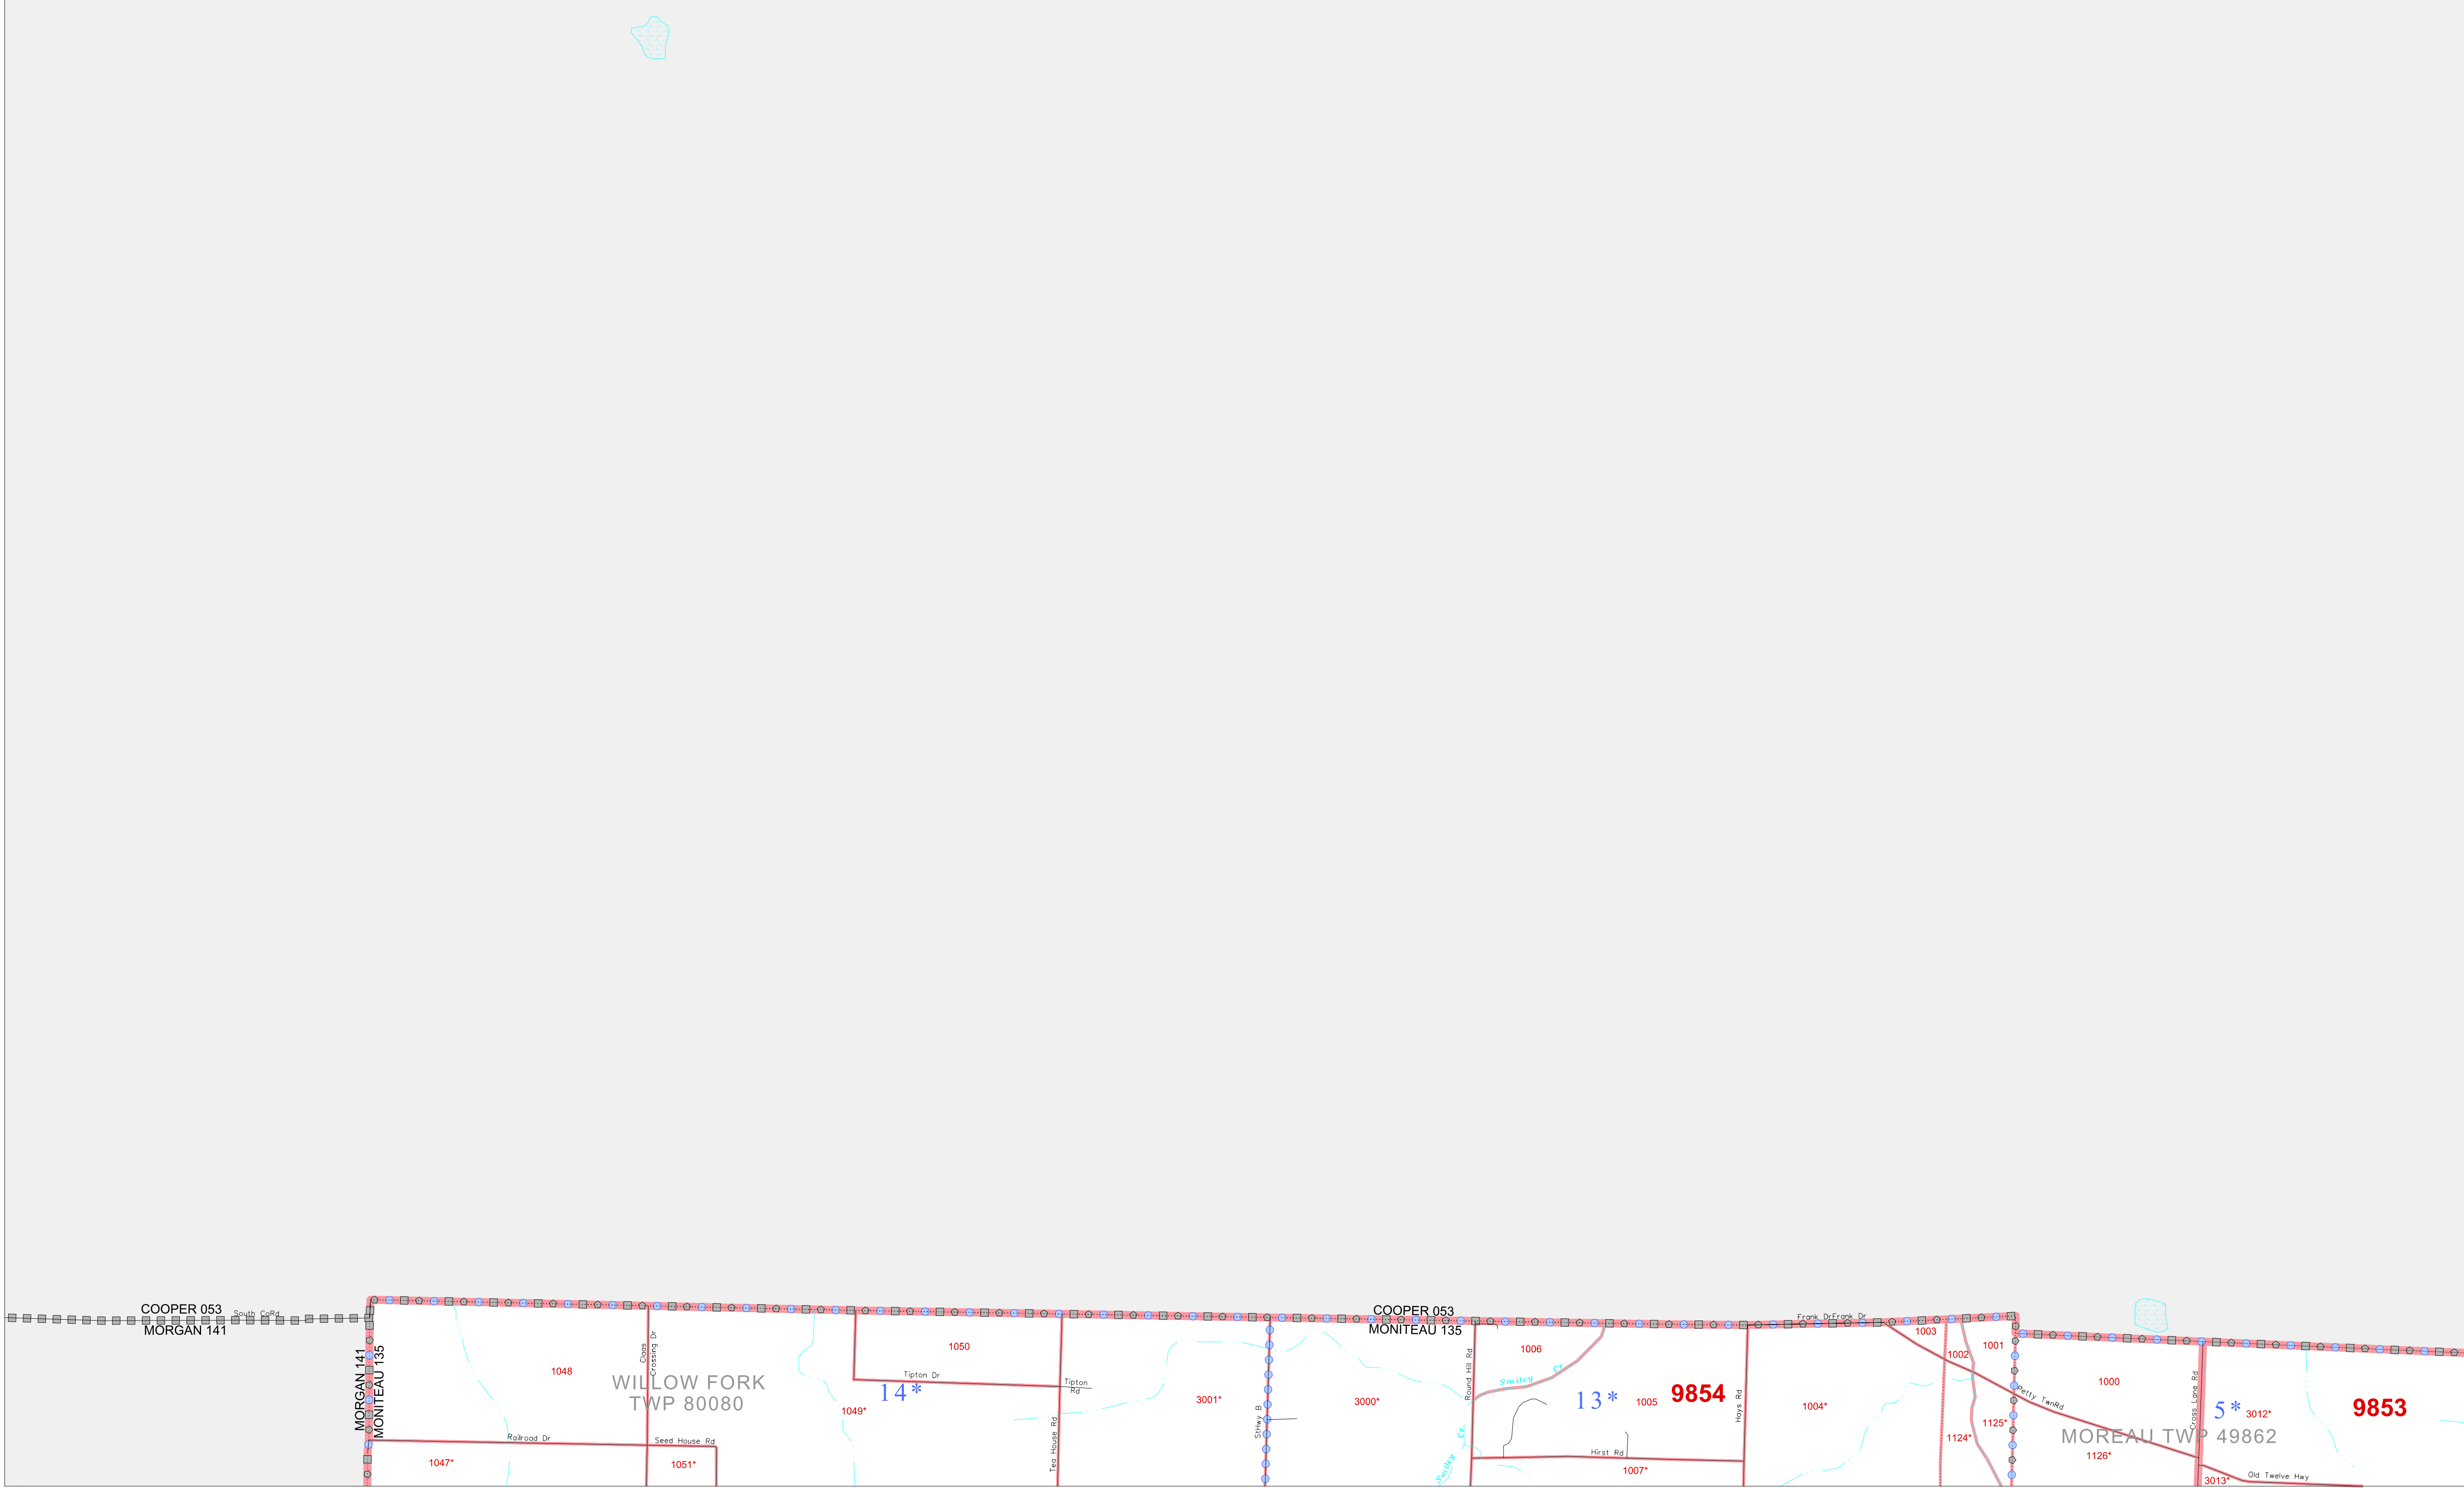 COOPER 053
South CoRd
MORGAN 141
MORGAN 141
MONITEAU 135
COOPER 053
MONITEAU 135
Frank Dr
Frank Dr
1048
Claas
Crossing Dr
WILLOW FORK
TWP 80080
1050
Tipton Dr
Tipton
Rd
14*
1049*
Railroad Dr
Seed House Rd
1047*
1051*
Tea House Rd
3001*
StHwy B
3000*
Round Hill Rd
1006
Smiley
Cr
Smiley
Cr
13*
1005
9854
Hays Rd
Hirst Rd
1007*
1004*
1003
1002
1001
1125*
1124*
Petty TwnRd
1000
MOREAU TWP 49862
1126*
Cross Lane Rd
5*
3012*
9853
3013*
Old Twelve Hwy